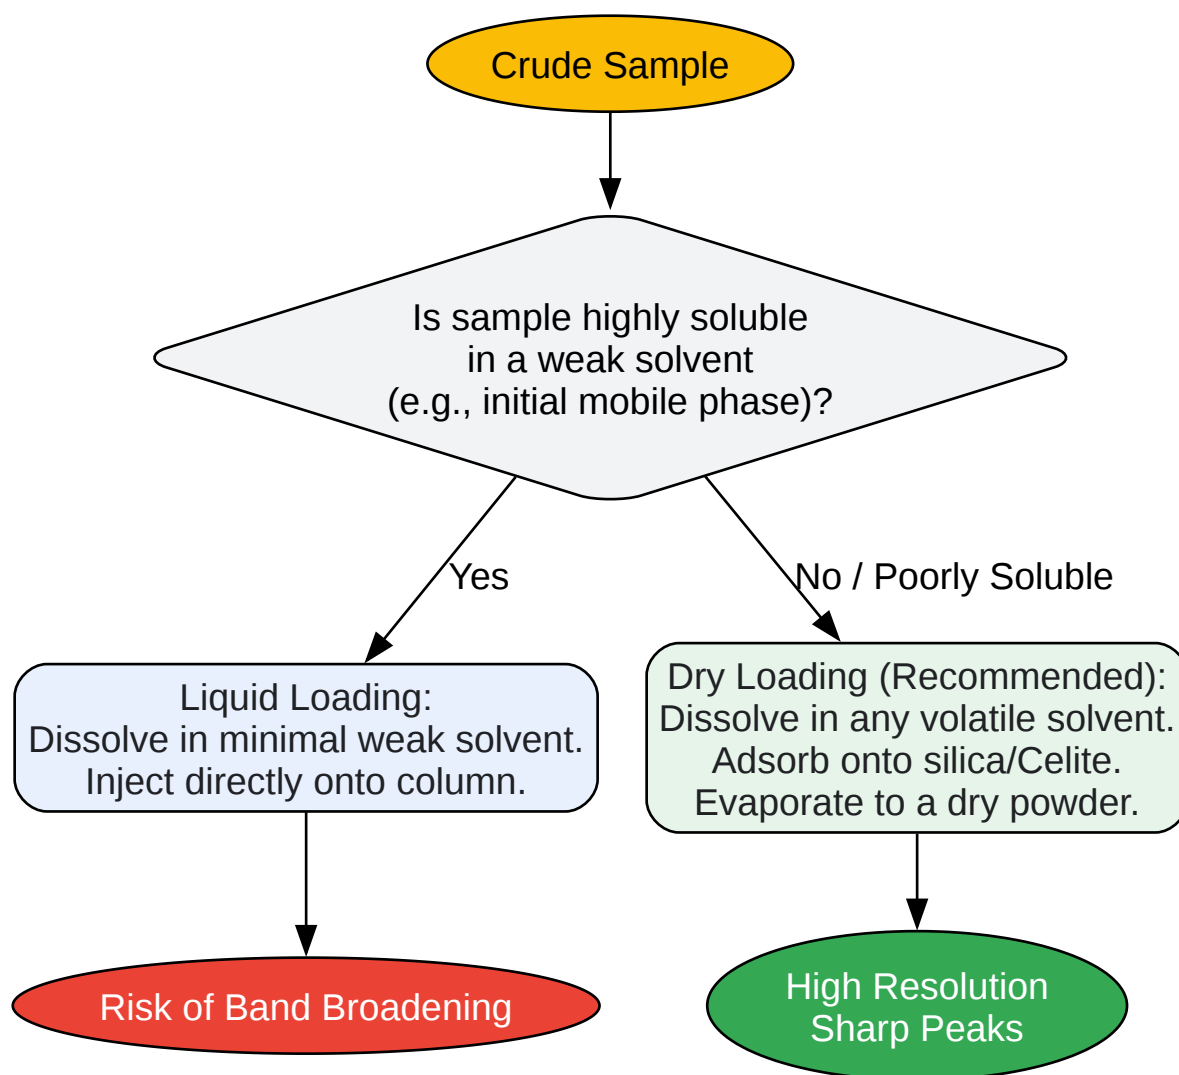 Crude Sample
Is sample highly soluble
in a weak solvent
(e.g., initial mobile phase)?
Yes
No / Poorly Soluble
Liquid Loading:
Dissolve in minimal weak solvent.
Inject directly onto column.
Dry Loading (Recommended):
Dissolve in any volatile solvent.
Adsorb onto silica/Celite.
Evaporate to a dry powder.
Risk of Band Broadening
High Resolution
Sharp Peaks